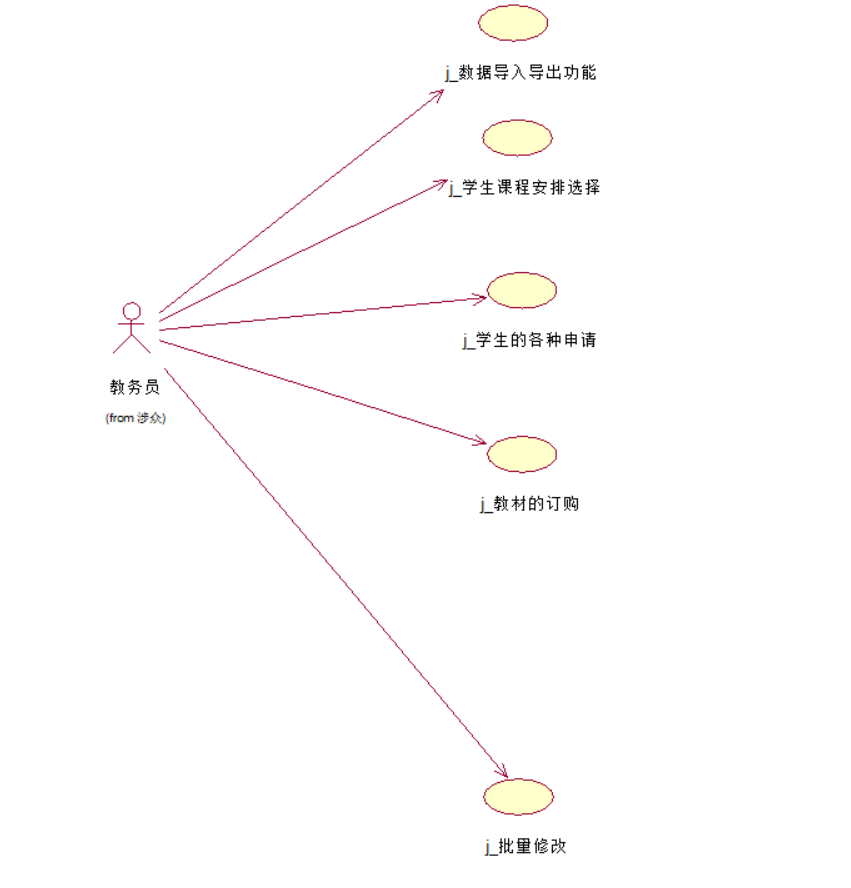 j_数据导入导出功能
j_学生课程安排选择
j_学生的各种申请
教务员
(from 涉众)
j_教材的订购
j_批量修改